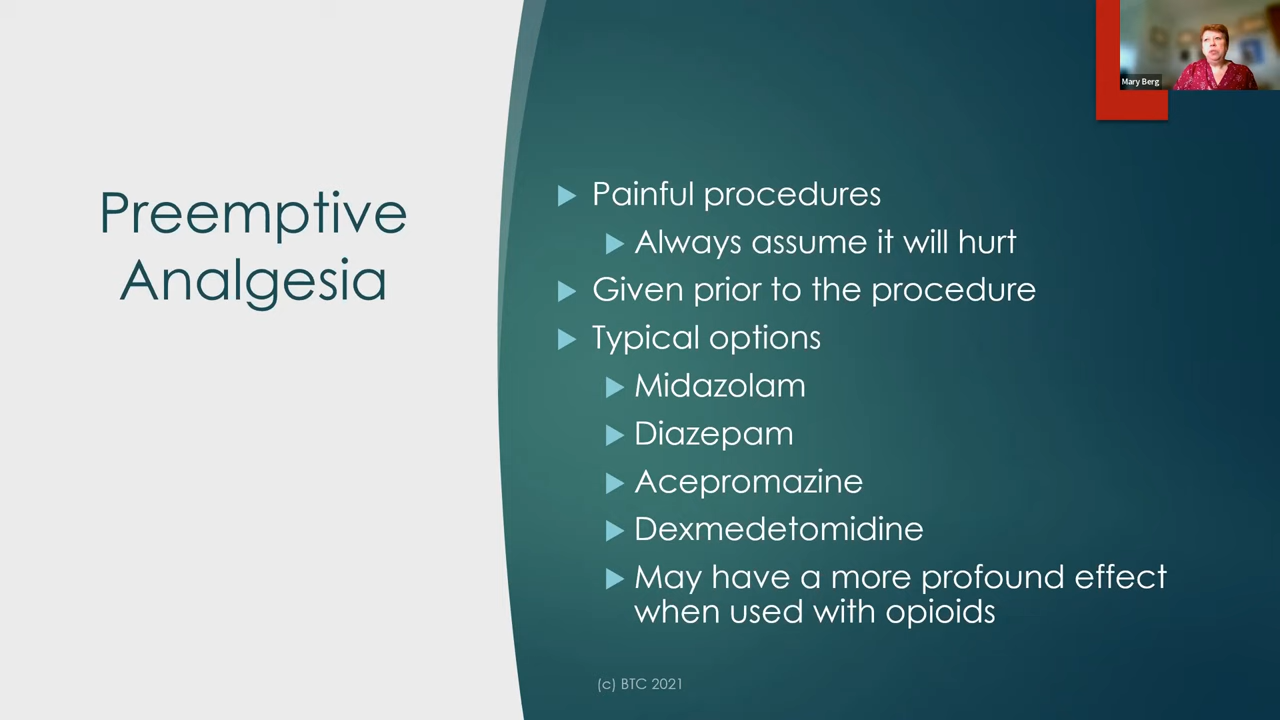 Mary Berg
Preemptive
Analgesia
Painful procedures
Always assume it will hurt
Given prior to the procedure
Typical options
Midazolam
Diazepam
Acepromazine
Dexmedetomidine
May have a more profound effect
when used with opioids
(c) BTC 2021